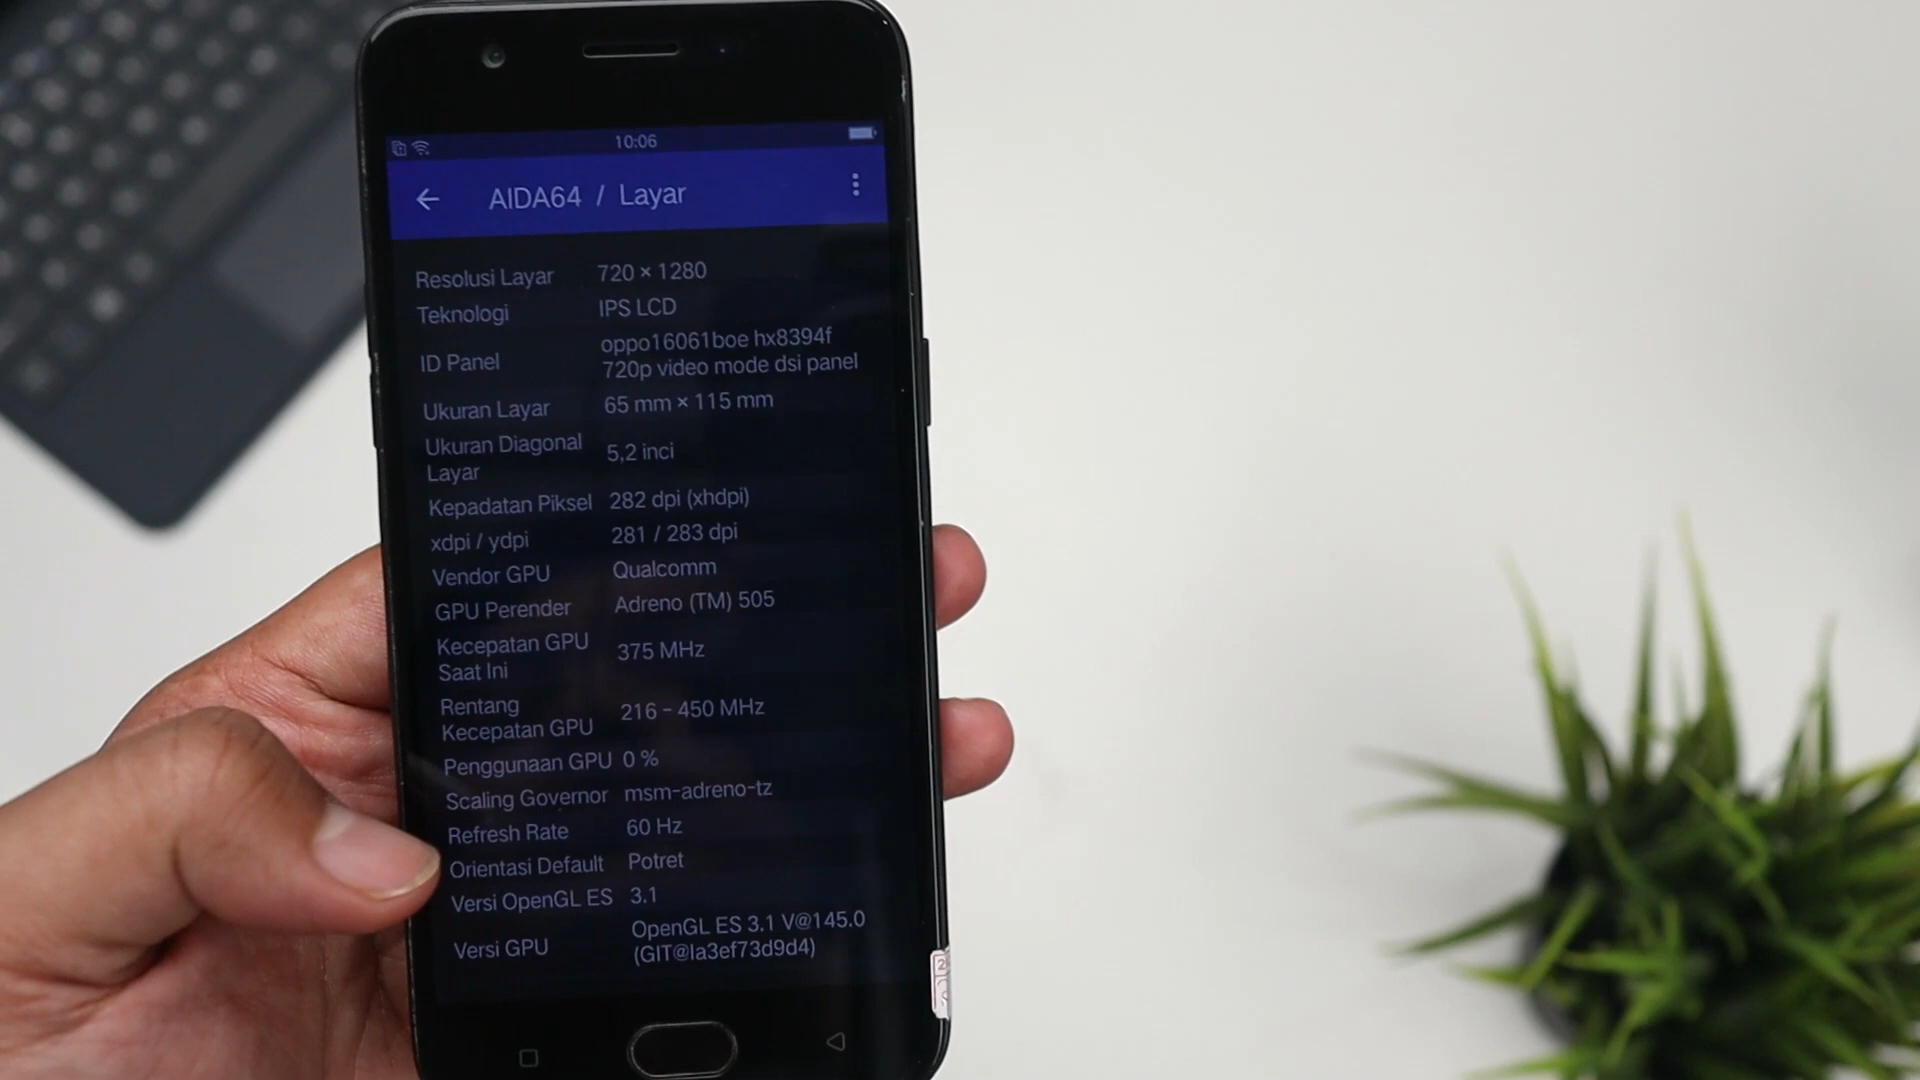 10:06
AIDA64 / Layar
Resolusi Layar 720 × 1280
Teknologi IPS LCD
ID Panel oppo16061boe hx8394f
720p video mode dsi panel
Ukuran Layar 65 mm × 115 mm
Ukuran Diagonal
Layar 5,2 inci
Kepadatan Piksel 282 dpi (xhdpi)
xdpi / ydpi 281 / 283 dpi
Vendor GPU Qualcomm
GPU Perender Adreno (TM) 505
Kecepatan GPU
Saat Ini 375 MHz
Rentang
Kecepatan GPU 216 - 450 MHz
Penggunaan GPU 0 %
Scaling Governor msm-adreno-tz
Refresh Rate 60 Hz
Orientasi Default Potret
Versi OpenGL ES 3.1
Versi GPU OpenGL ES 3.1 V@145.0
(GIT@Ia3ef73d9d4)